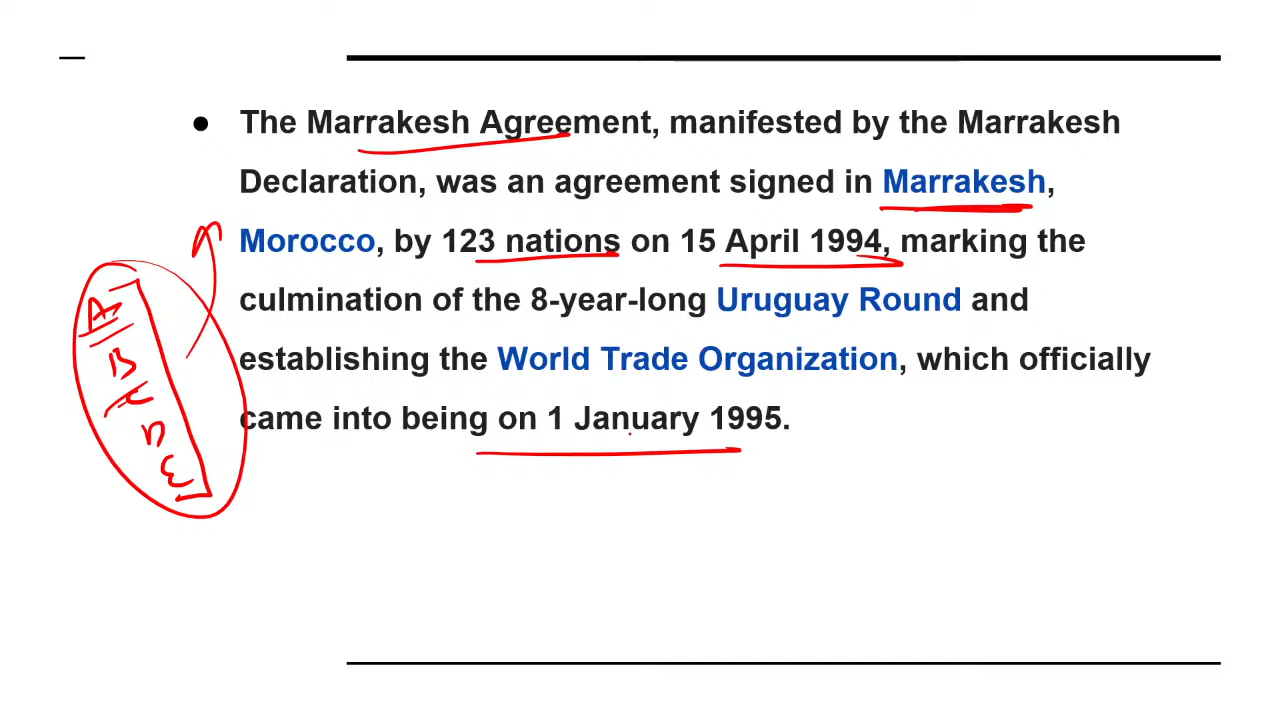 ● The Marrakesh Agreement, manifested by the Marrakesh
Declaration, was an agreement signed in Marrakesh,
Morocco, by 123 nations on 15 April 1994, marking the
culmination of the 8-year-long Uruguay Round and
establishing the World Trade Organization, which officially
came into being on 1 January 1995.
A
B
C
D
E